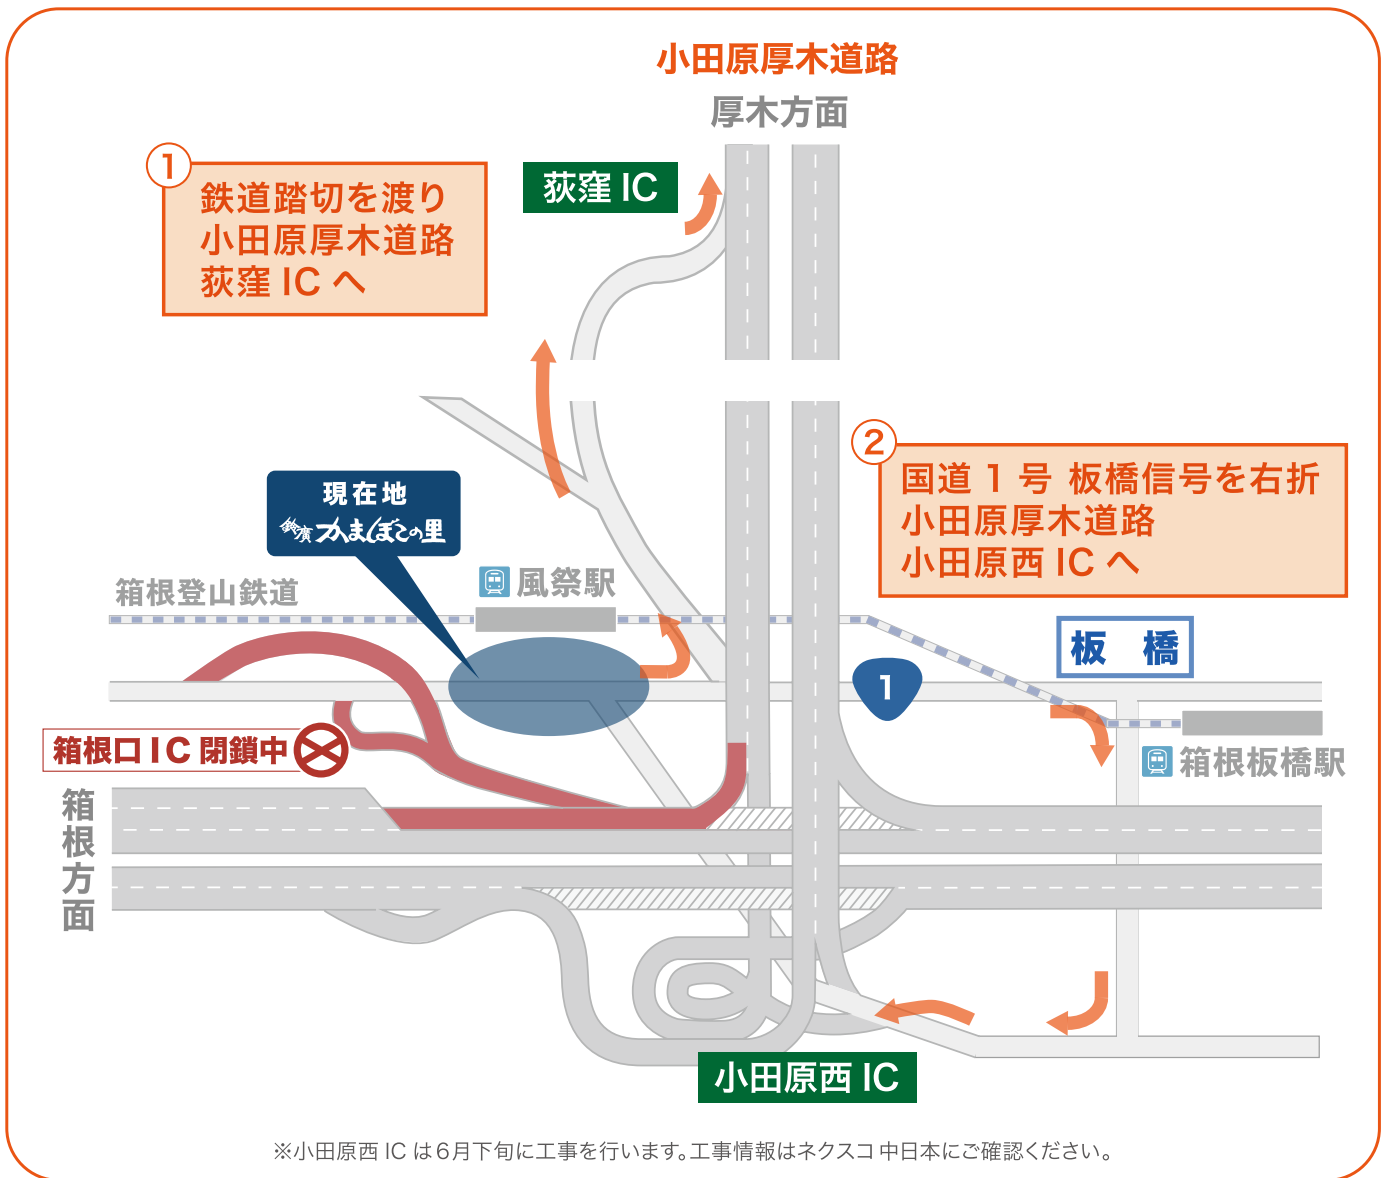 小田原厚木道路
厚木方面
1
鉄道踏切を渡り
小田原厚木道路
荻窪 IC へ
荻窪 IC
2
国道 1 号 板橋信号を右折
小田原厚木道路
小田原西 IC へ
現在地
鈴廣かまぼこの里
箱根登山鉄道
風祭駅
板 橋
1
箱根口 IC 閉鎖中
箱根板橋駅
箱根方面
小田原西 IC
※小田原西 IC は6月下旬に工事を行います。工事情報はネクスコ 中日本にご確認ください。